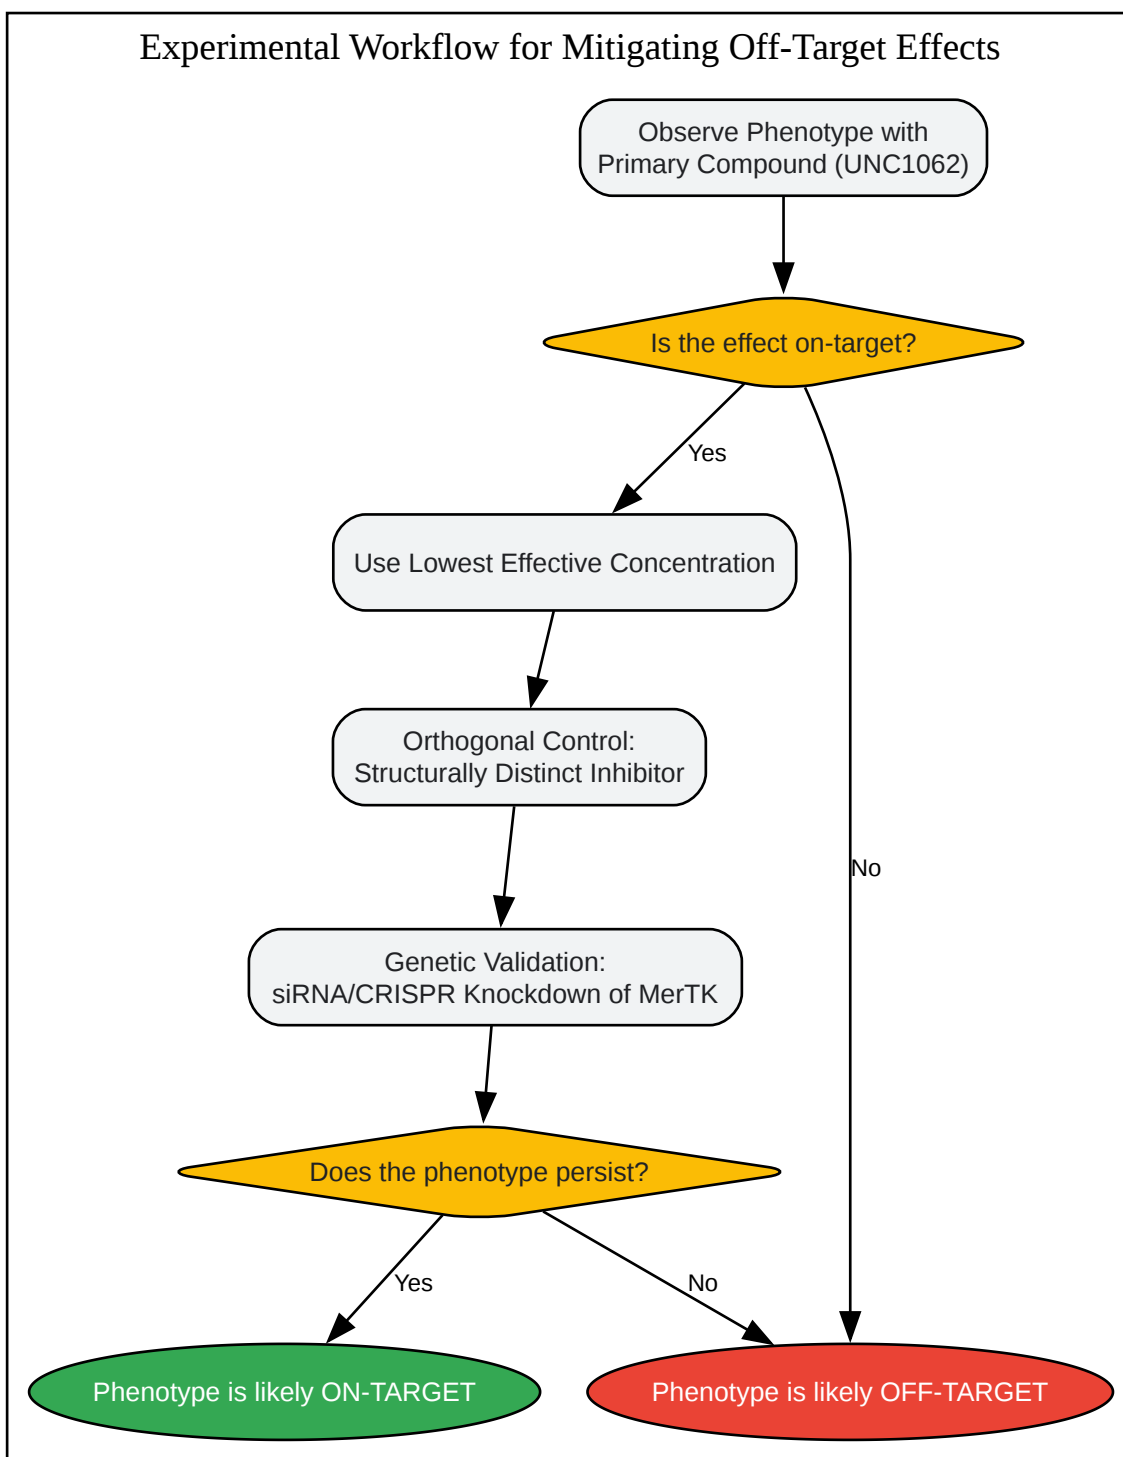 Experimental Workflow for Mitigating Off-Target Effects
Observe Phenotype with
Primary Compound (UNC1062)
Is the effect on-target?
Yes
Use Lowest Effective Concentration
Orthogonal Control:
Structurally Distinct Inhibitor
No
Genetic Validation:
siRNA/CRISPR Knockdown of MerTK
Does the phenotype persist?
Yes
No
Phenotype is likely ON-TARGET
Phenotype is likely OFF-TARGET